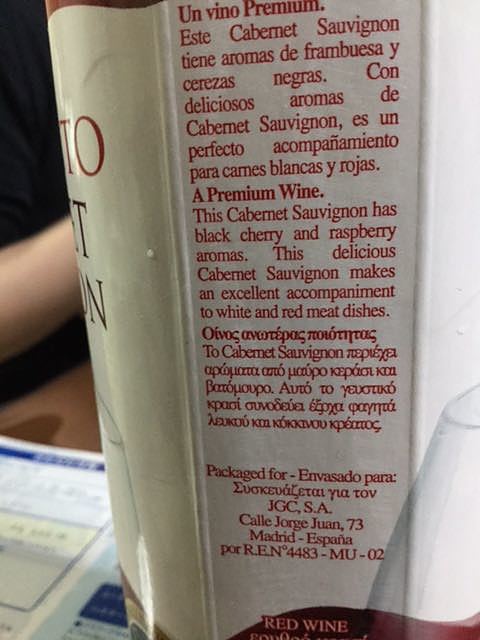 Un vino Premium.
Este Cabernet Sauvignon
tiene aromas de frambuesa y
cerezas negras. Con
deliciosos aromas de
Cabernet Sauvignon, es un
perfecto acompañamiento
para carnes blancas y rojas.
A Premium Wine.
This Cabernet Sauvignon has
black cherry and raspberry
aromas. This delicious
Cabernet Sauvignon makes
an excellent accompaniment
to white and red meat dishes.
Οίνος ανωτέρας ποιότητας
Το Cabernet Sauvignon περιέχει
αρώματα από μαύρο κεράσι και
βατόμουρο. Αυτό το γευστικό
κρασί συνοδεύει έξοχα φαγητά
λευκού και κόκκινου κρέατος.
Packaged for - Envasado para:
Συσκευάζεται για τον
JGC, S.A.
Calle Jorge Juan, 73
Madrid - España
por R.E.N°4483 - MU - 02
RED WINE